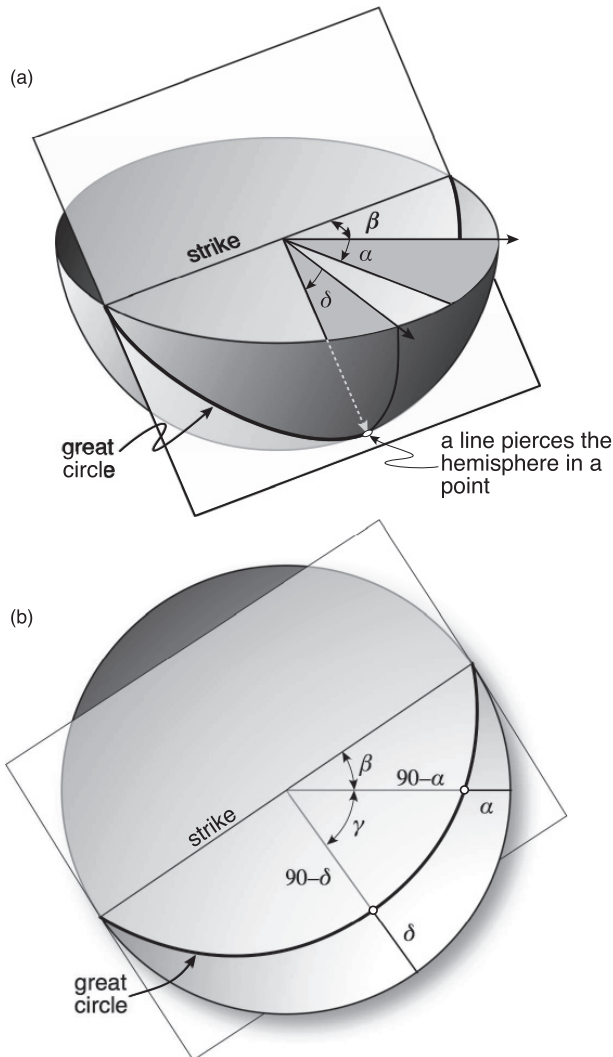 (a)
strike
β
α
δ
great
circle
a line pierces the
hemisphere in a
point
(b)
β
90–α
α
strike
γ
90–δ
δ
great
circle